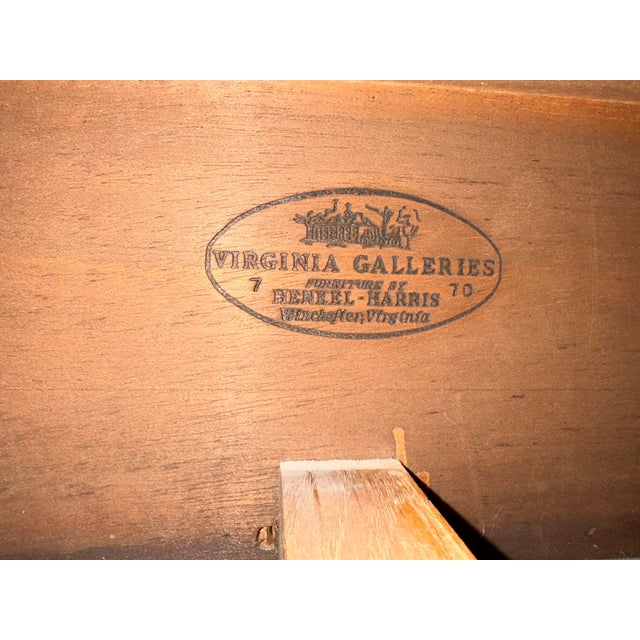 VIRGINIA GALLERIES
FURNITURE BY
7 70
HENKEL-HARRIS
Winchester, Virginia